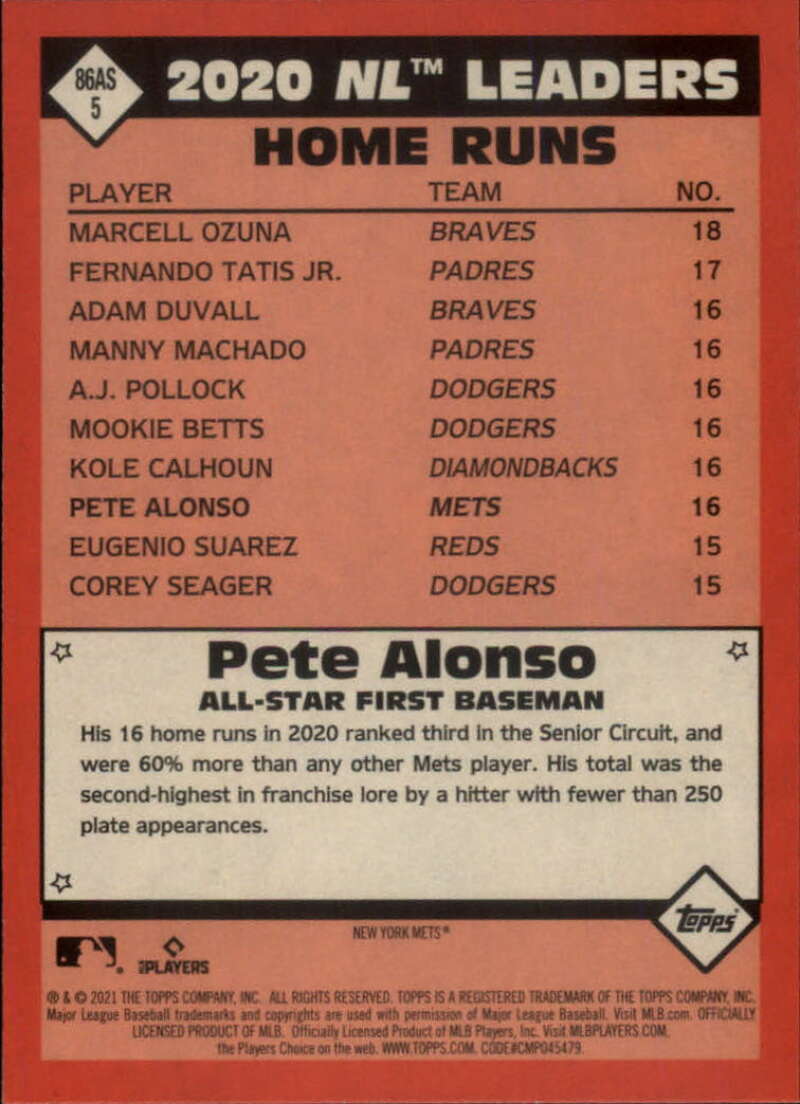 86AS
5
2020 NL™ LEADERS
HOME RUNS
PLAYER TEAM NO.
MARCELL OZUNA BRAVES 18
FERNANDO TATIS JR. PADRES 17
ADAM DUVALL BRAVES 16
MANNY MACHADO PADRES 16
A.J. POLLOCK DODGERS 16
MOOKIE BETTS DODGERS 16
KOLE CALHOUN DIAMONDBACKS 16
PETE ALONSO METS 16
EUGENIO SUAREZ REDS 15
COREY SEAGER DODGERS 15
Pete Alonso
ALL-STAR FIRST BASEMAN
His 16 home runs in 2020 ranked third in the Senior Circuit, and
were 60% more than any other Mets player. His total was the
second-highest in franchise lore by a hitter with fewer than 250
plate appearances.
topps
NEW YORK METS®
PLAYERS
® & © 2021 THE TOPPS COMPANY, INC. ALL RIGHTS RESERVED. TOPPS IS A REGISTERED TRADEMARK OF THE TOPPS COMPANY, INC.
Major League Baseball trademarks and copyrights are used with permission of Major League Baseball. Visit MLB.com. OFFICIALLY
LICENSED PRODUCT OF MLB. Officially Licensed Product of MLB Players, Inc. Visit MLBPLAYERS.COM,
the Players Choice on the web. WWW.TOPPS.COM. CODE#CMP045479